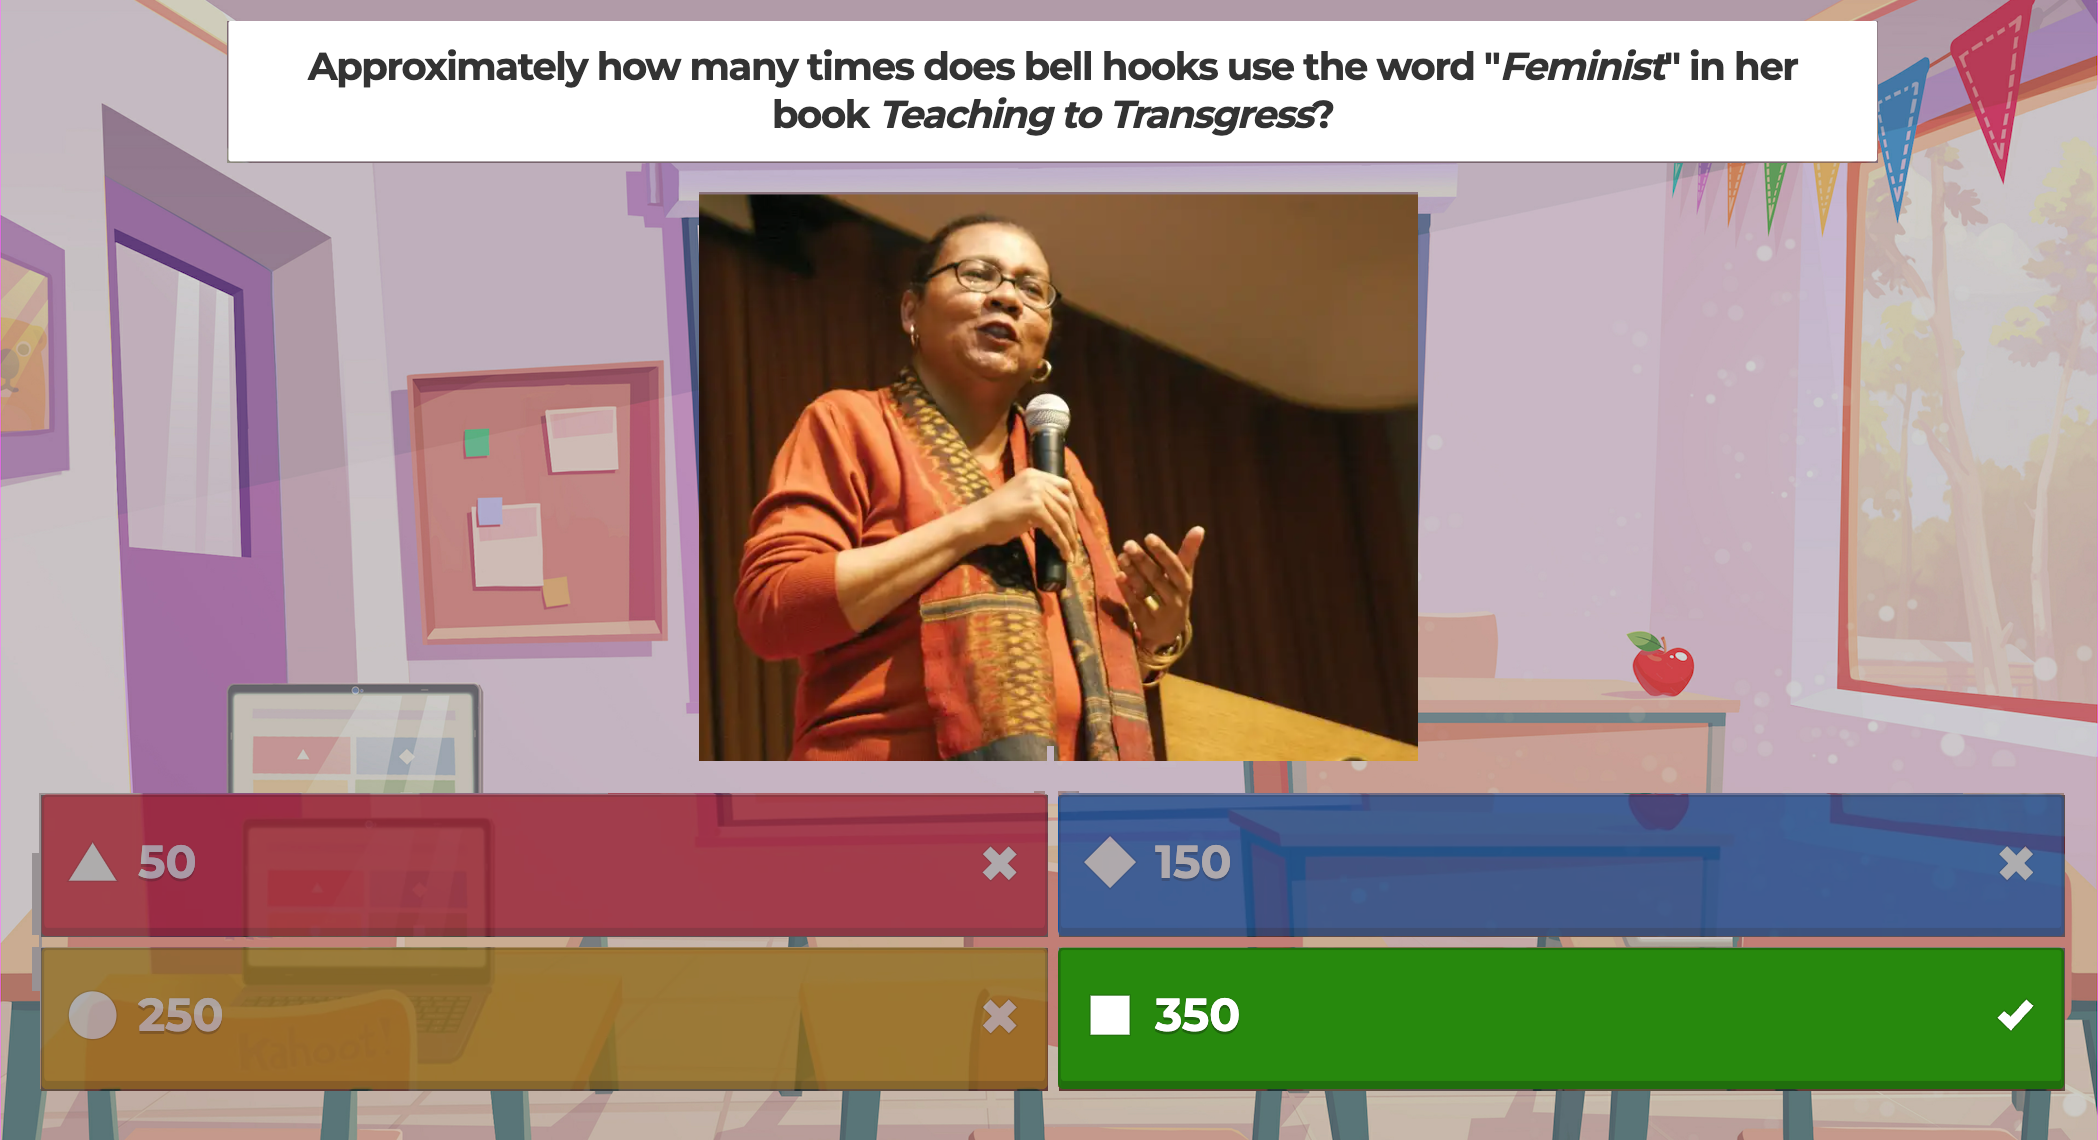 Approximately how many times does bell hooks use the word "Feminist" in her
book Teaching to Transgress?
50
150
250
350
Kahoot!